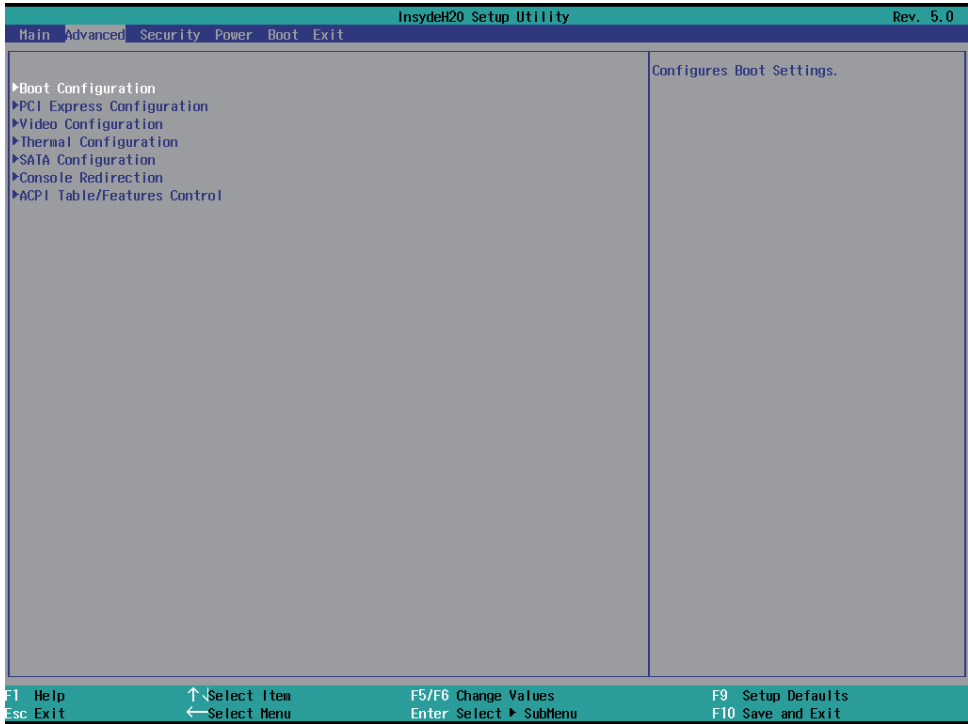 InsydeH20 Setup Utility Rev. 5.0
Main Advanced Security Power Boot Exit
Configures Boot Settings.
▶Boot Configuration
▶PCI Express Configuration
▶Video Configuration
▶Thermal Configuration
▶SATA Configuration
▶Console Redirection
▶ACPI Table/Features Control
F1 Help ↑↓Select Item F5/F6 Change Values F9 Setup Defaults
Esc Exit ←Select Menu Enter Select ▶ SubMenu F10 Save and Exit